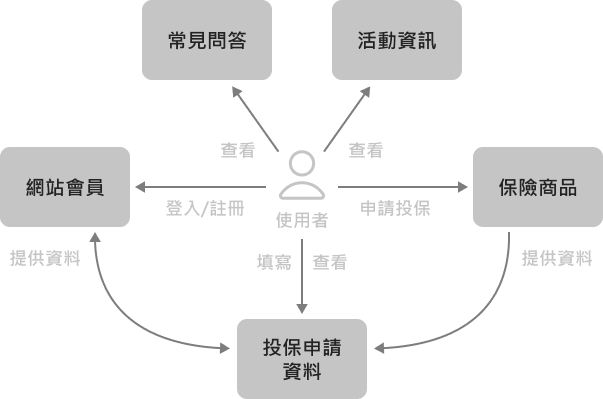 常見問答
活動資訊
查看
查看
網站會員
保險商品
登入/註冊
申請投保
使用者
提供資料
填寫
查看
提供資料
投保申請
資料